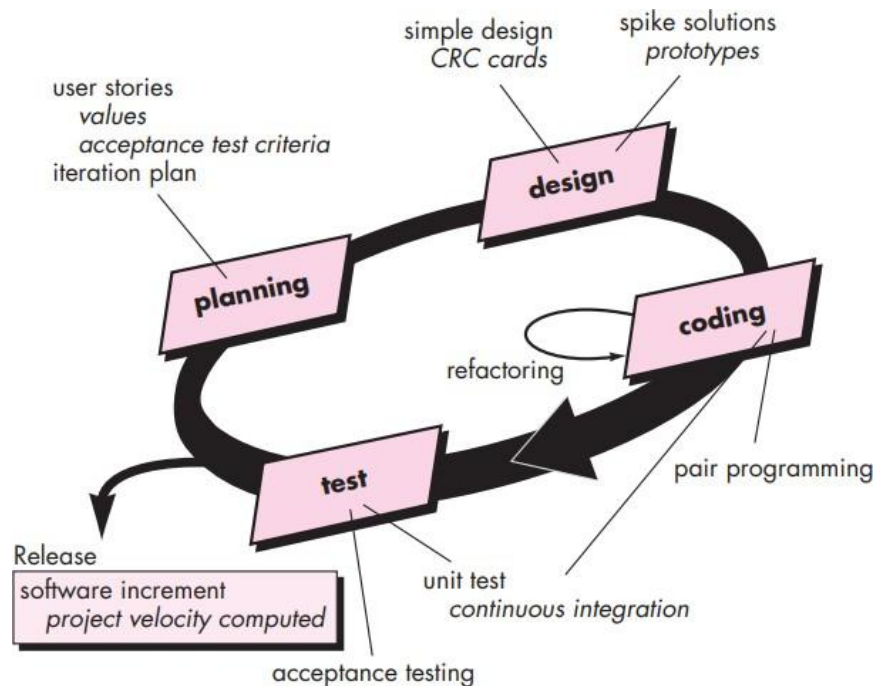 simple design
CRC cards
spike solutions
prototypes
user stories
values
acceptance test criteria
iteration plan
design
planning
coding
refactoring
pair programming
test
Release
software increment
project velocity computed
unit test
continuous integration
acceptance testing